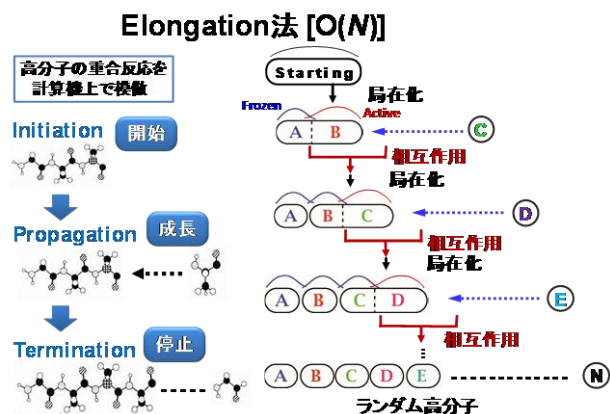 Elongation法 [O(N)]
高分子の重合反応を
計算機上で模倣
Initiation 開始
Propagation 成長
Termination 停止
Starting
局在化
Frozen Active
A B C
相互作用
局在化
A B C D
相互作用
局在化
A B C D E
相互作用
A B C D E N
ランダム高分子